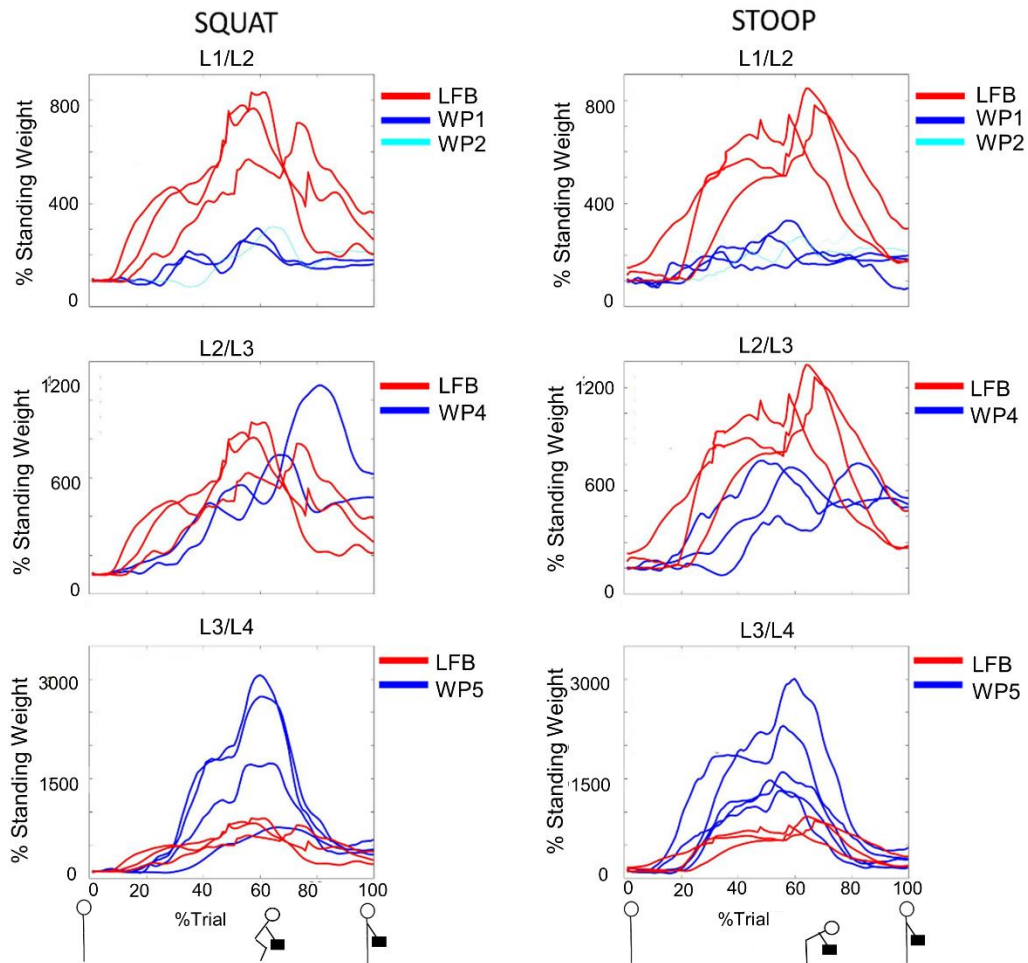 SQUAT
L1/L2
% Standing Weight
800
400
0
LFB
WP1
WP2
L2/L3
% Standing Weight
1200
600
0
LFB
WP4
L3/L4
% Standing Weight
3000
1500
0
LFB
WP5
0 20 40 60 80 100
%Trial
STOOP
L1/L2
% Standing Weight
800
400
0
LFB
WP1
WP2
L2/L3
% Standing Weight
1200
600
0
LFB
WP4
L3/L4
% Standing Weight
3000
1500
0
LFB
WP5
0 20 40 60 80 100
%Trial